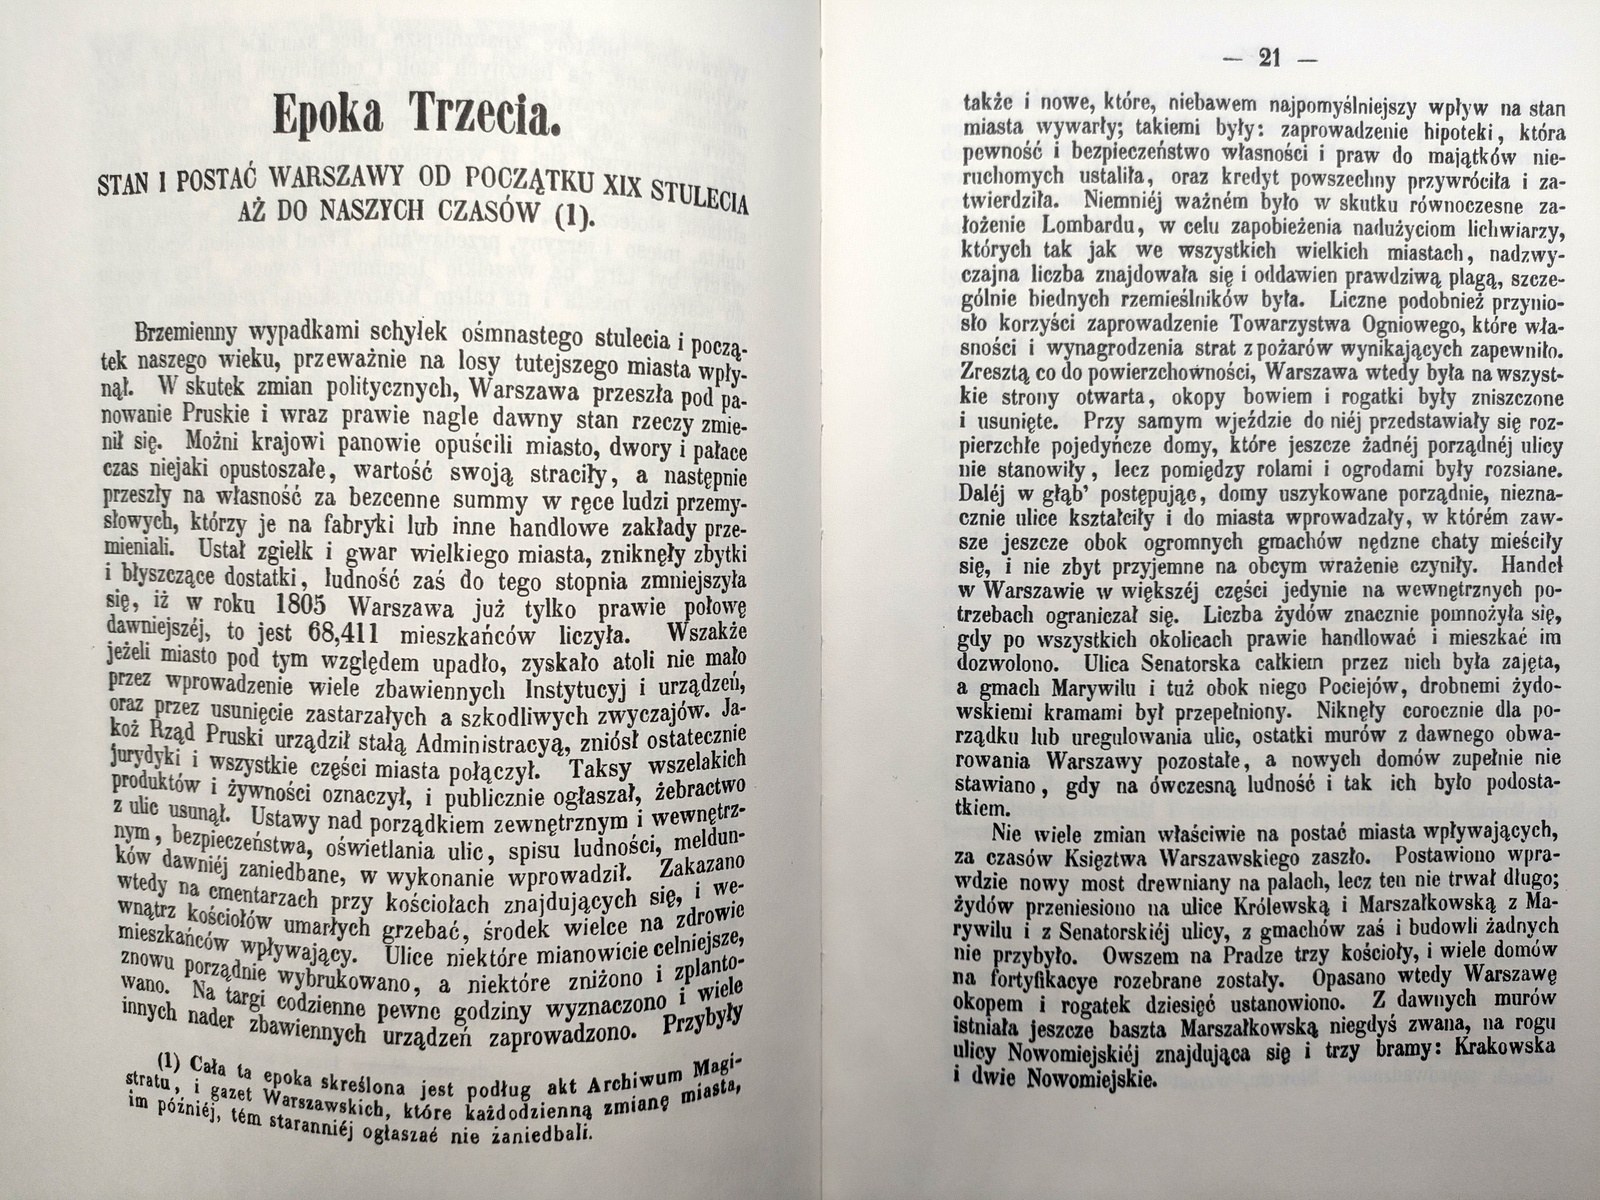 Epoka Trzecia.
STAN I POSTAĆ WARSZAWY OD POCZĄTKU XIX STULECIA
AŻ DO NASZYCH CZASÓW (1).
Brzemienny wypadkami schyłek ośmnastego stulecia i począ-
tek naszego wieku, przeważnie na losy tutejszego miasta wpły-
nął. W skutek zmian politycznych, Warszawa przeszła pod pa-
nowanie Pruskie i wraz prawie nagle dawny stan rzeczy zmie-
nił się. Możni krajowi panowie opuścili miasto, dwory i pałace
czas niejaki opustoszałe, wartość swoją straciły, a następnie
przeszły na własność za bezcenne summy w ręce ludzi przemy-
słowych, którzy je na fabryki lub inne handlowe zakłady prze-
mieniali. Ustał zgiełk i gwar wielkiego miasta, zniknęły zbytki
i błyszczące dostatki, ludność zaś do tego stopnia zmniejszyła
się, iż w roku 1805 Warszawa już tylko prawie połowę
dawniejszéj, to jest 68,411 mieszkańców liczyła. Wszakże
jeżeli miasto pod tym względem upadło, zyskało atoli nie mało
przez wprowadzenie wiele zbawiennych Instytucyj i urządzeń,
oraz przez usunięcie zastarzałych a szkodliwych zwyczajów. Ja-
koż Rząd Pruski urządził stałą Administracyą, zniósł ostatecznie
jurydyki i wszystkie części miasta połączył. Taksy wszelakich
produktów i żywności oznaczył, i publicznie ogłaszał, żebractwo
z ulic usunął. Ustawy nad porządkiem zewnętrznym i wewnętrz-
nym, bezpieczeństwa, oświetlania ulic, spisu ludności, meldun-
ków dawniéj zaniedbane, w wykonanie wprowadził. Zakazano
wtedy na cmentarzach przy kościołach znajdujących się, i we-
wnątrz kościołów umarłych grzebać, środek wielce na zdrowie
mieszkańców wpływający. Ulice niektóre mianowicie celniejsze,
znowu porządnie wybrukowano, a niektóre zniżono i zplanto-
wano. Na targi codzienne pewne godziny wyznaczono i wiele
innych nader zbawiennych urządzeń zaprowadzono. Przybyły
(1) Cała ta epoka skreślona jest podług akt Archiwum Magi-
stratu, i gazet Warszawskich, które każdodzienną zmianę miasta,
im późniéj, tém staranniéj ogłaszać nie zaniedbali.
— 21 —
także i nowe, które, niebawem najpomyślniejszy wpływ na stan
miasta wywarły; takiemi były: zaprowadzenie hipoteki, która
pewność i bezpieczeństwo własności i praw do majątków nie-
ruchomych ustaliła, oraz kredyt powszechny przywróciła i za-
twierdziła. Niemniéj ważném było w skutku równoczesne za-
łożenie Lombardu, w celu zapobieżenia nadużyciom lichwiarzy,
których tak jak we wszystkich wielkich miastach, nadzwy-
czajna liczba znajdowała się i oddawien prawdziwą plagą, szcze-
gólnie biednych rzemieślników była. Liczne podobnież przynio-
sło korzyści zaprowadzenie Towarzystwa Ogniowego, które wła-
sności i wynagrodzenia strat z pożarów wynikających zapewniło.
Zresztą co do powierzchowności, Warszawa wtedy była na wszyst-
kie strony otwarta, okopy bowiem i rogatki były zniszczone
i usunięte. Przy samym wjeździe do niéj przedstawiały się roz-
pierzchłe pojedyńcze domy, które jeszcze żadnéj porządnéj ulicy
nie stanowiły, lecz pomiędzy rolami i ogrodami były rozsiane.
Daléj w głąb’ postępując, domy uszykowane porządnie, niezna-
cznie ulice kształciły i do miasta wprowadzały, w którém zaw-
sze jeszcze obok ogromnych gmachów nędzne chaty mieściły
się, i nie zbyt przyjemne na obcym wrażenie czyniły. Handel
w Warszawie w większéj części jedynie na wewnętrznych po-
trzebach ograniczał się. Liczba żydów znacznie pomnożyła się,
gdy po wszystkich okolicach prawie handlować i mieszkać im
dozwolono. Ulica Senatorska całkiem przez nich była zajęta,
a gmach Marywilu i tuż obok niego Pociejów, drobnemi żydo-
wskiemi kramami był przepełniony. Niknęły corocznie dla po-
rządku lub uregulowania ulic, ostatki murów z dawnego obwa-
rowania Warszawy pozostałe, a nowych domów zupełnie nie
stawiano, gdy na ówczesną ludność i tak ich było podosta-
tkiem.
Nie wiele zmian właściwie na postać miasta wpływających,
za czasów Księztwa Warszawskiego zaszło. Postawiono wpra-
wdzie nowy most drewniany na palach, lecz ten nie trwał długo;
żydów przeniesiono na ulice Królewską i Marszałkowską z Ma-
rywilu i z Senatorskiéj ulicy, z gmachów zaś i budowli żadnych
nie przybyło. Owszem na Pradze trzy kościoły, i wiele domów
na fortyfikacye rozebrane zostały. Opasano wtedy Warszawę
okopem i rogatek dziesięć ustanowiono. Z dawnych murów
istniała jeszcze baszta Marszałkowską niegdyś zwana, na rogu
ulicy Nowomiejskiéj znajdująca się i trzy bramy: Krakowska
i dwie Nowomiejskie.